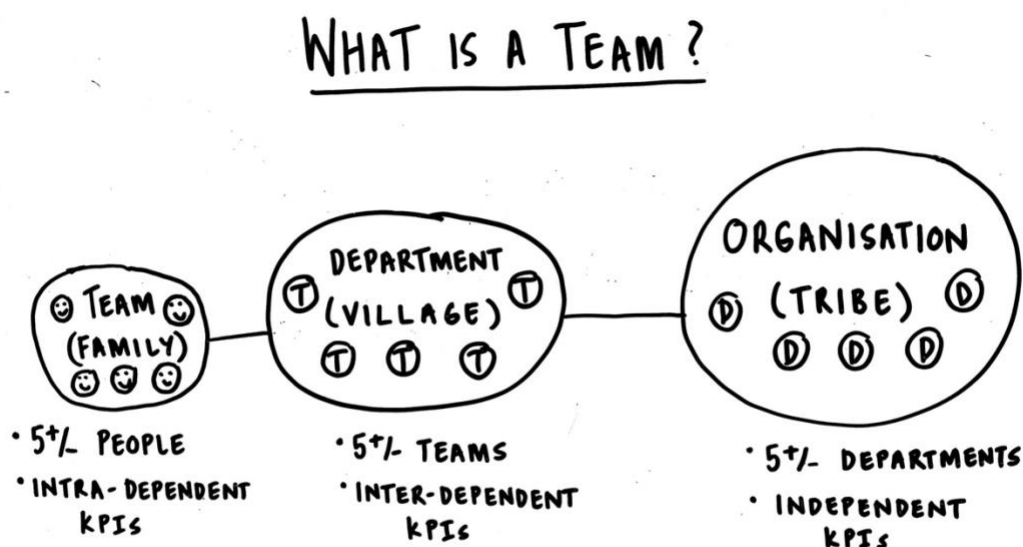 WHAT IS A TEAM?
TEAM
(FAMILY)
• 5+/- PEOPLE
• INTRA-DEPENDENT
KPIs
DEPARTMENT
T T
(VILLAGE)
T T T
• 5+/- TEAMS
• INTER-DEPENDENT
KPIs
ORGANISATION
D (TRIBE) D
D D D
• 5+/- DEPARTMENTS
• INDEPENDENT
KPIs